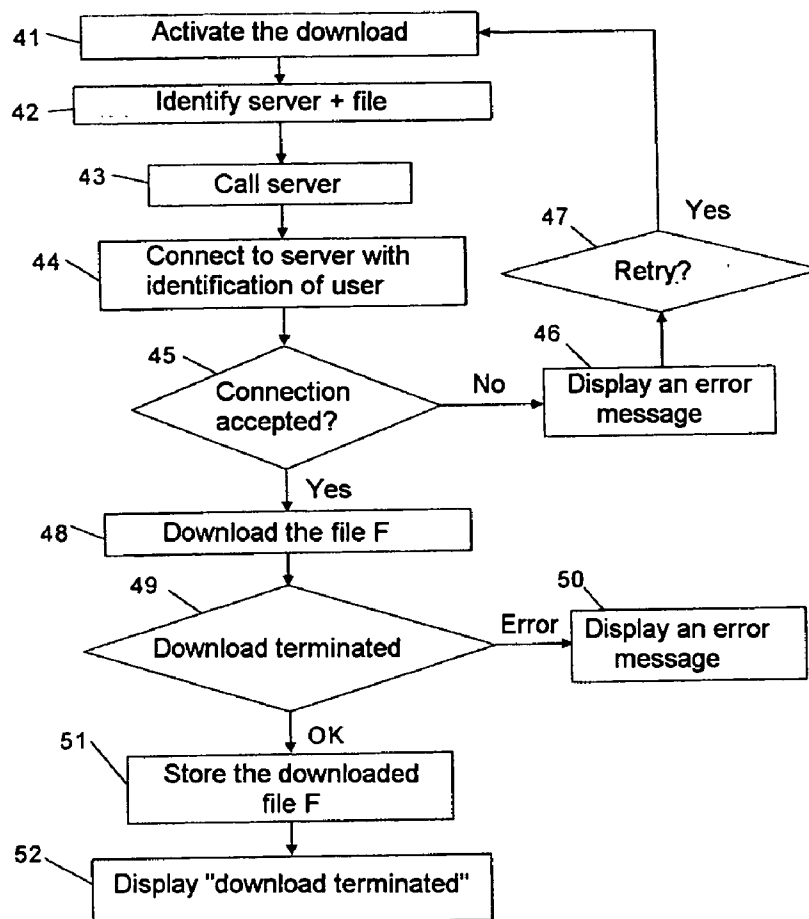 41
Activate the download
42
Identify server + file
43
Call server
44
Connect to server with
identification of user
45
Connection
accepted?
No
46
Display an error
message
47
Retry?
Yes
Yes
48
Download the file F
49
Download terminated
Error
50
Display an error
message
OK
51
Store the downloaded
file F
52
Display "download terminated"